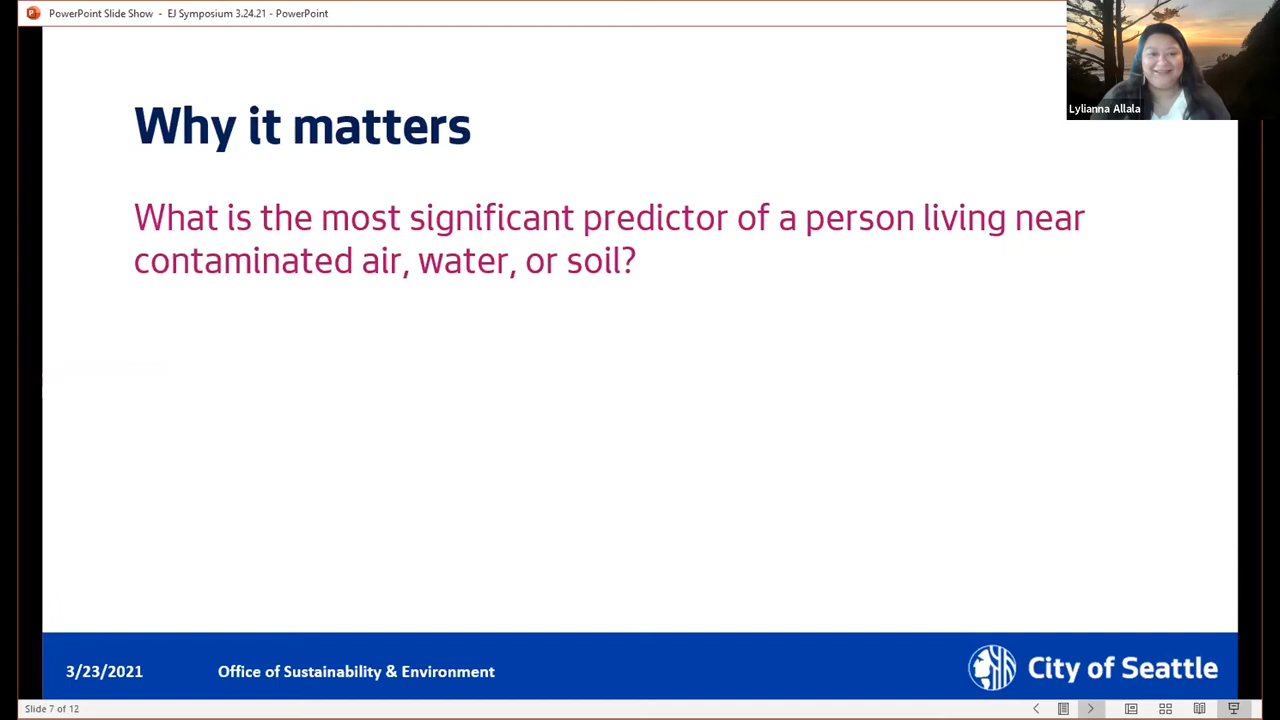 PowerPoint Slide Show - EJ Symposium 3.24.21 - PowerPoint
Lylianna Allala
Why it matters
What is the most significant predictor of a person living near
contaminated air, water, or soil?
3/23/2021
Office of Sustainability & Environment
City of Seattle
Slide 7 of 12